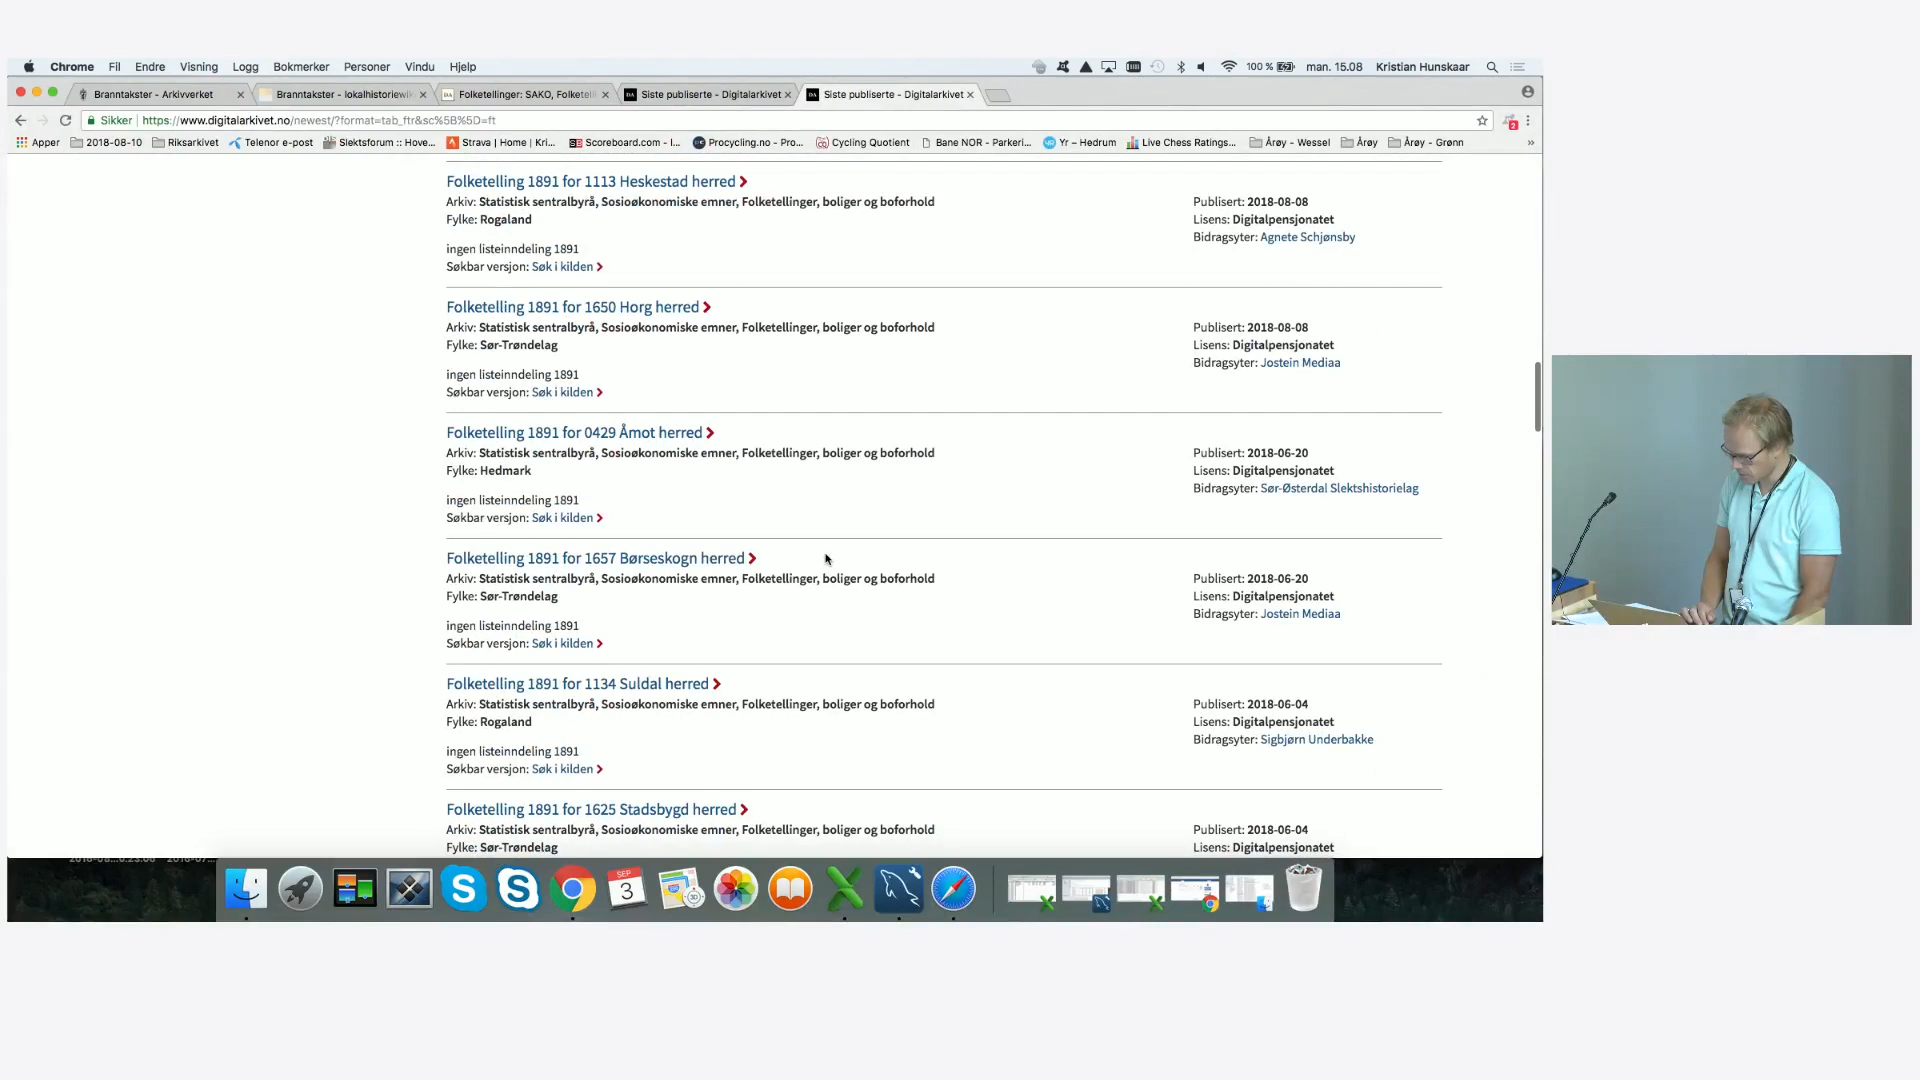 Chrome Fil Endre Visning Logg Bokmerker Personer Vindu Hjelp 100 % man. 15.08 Kristian Hunskaar
Branntakster - Arkivverket Branntakster - lokalhistoriewi Folketellinger: SAKO, Folketell Siste publiserte - Digitalarkivet Siste publiserte - Digitalarkivet
Sikker https://www.digitalarkivet.no/newest/?format=tab_ftr&sc%5B%5D=ft
2
Apper 2018-08-10 Riksarkivet Telenor e-post Slektsforum :: Hove... Strava | Home | Kri... Scoreboard.com - l... Procycling.no - Pro... Cycling Quotient Bane NOR - Parkeri... Yr – Hedrum Live Chess Ratings... Årøy - Wessel Årøy Årøy - Grønn
Folketelling 1891 for 1113 Heskestad herred
Arkiv: Statistisk sentralbyrå, Sosioøkonomiske emner, Folketellinger, boliger og boforhold
Fylke: Rogaland
ingen listeinndeling 1891
Søkbar versjon: Søk i kilden
Publisert: 2018-08-08
Lisens: Digitalpensjonatet
Bidragsyter: Agnete Schjønsby
Folketelling 1891 for 1650 Horg herred
Arkiv: Statistisk sentralbyrå, Sosioøkonomiske emner, Folketellinger, boliger og boforhold
Fylke: Sør-Trøndelag
ingen listeinndeling 1891
Søkbar versjon: Søk i kilden
Publisert: 2018-08-08
Lisens: Digitalpensjonatet
Bidragsyter: Jostein Mediaa
Folketelling 1891 for 0429 Åmot herred
Arkiv: Statistisk sentralbyrå, Sosioøkonomiske emner, Folketellinger, boliger og boforhold
Fylke: Hedmark
ingen listeinndeling 1891
Søkbar versjon: Søk i kilden
Publisert: 2018-06-20
Lisens: Digitalpensjonatet
Bidragsyter: Sør-Østerdal Slektshistorielag
Folketelling 1891 for 1657 Børseskogn herred
Arkiv: Statistisk sentralbyrå, Sosioøkonomiske emner, Folketellinger, boliger og boforhold
Fylke: Sør-Trøndelag
ingen listeinndeling 1891
Søkbar versjon: Søk i kilden
Publisert: 2018-06-20
Lisens: Digitalpensjonatet
Bidragsyter: Jostein Mediaa
Folketelling 1891 for 1134 Suldal herred
Arkiv: Statistisk sentralbyrå, Sosioøkonomiske emner, Folketellinger, boliger og boforhold
Fylke: Rogaland
ingen listeinndeling 1891
Søkbar versjon: Søk i kilden
Publisert: 2018-06-04
Lisens: Digitalpensjonatet
Bidragsyter: Sigbjørn Underbakke
Folketelling 1891 for 1625 Stadsbygd herred
Arkiv: Statistisk sentralbyrå, Sosioøkonomiske emner, Folketellinger, boliger og boforhold
Fylke: Sør-Trøndelag
Publisert: 2018-06-04
Lisens: Digitalpensjonatet
SEP
3